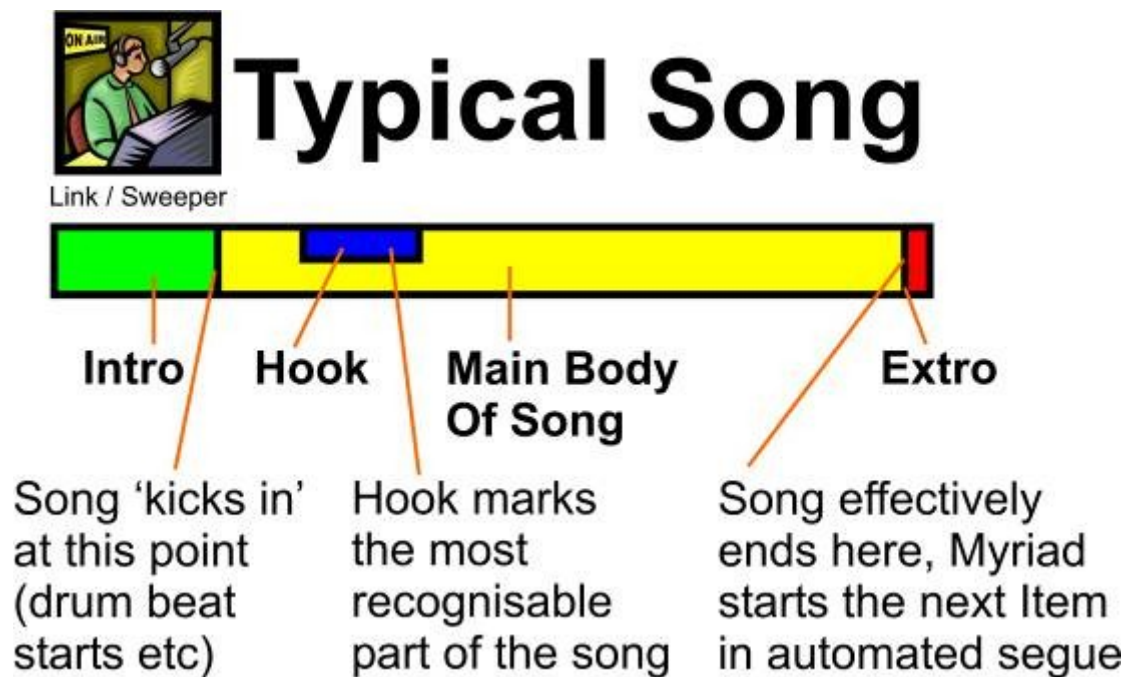 ON AIR
Typical Song
Link / Sweeper
Intro
Hook
Main Body
Of Song
Extro
Song ‘kicks in’
at this point
(drum beat
starts etc)
Hook marks
the most
recognisable
part of the song
Song effectively
ends here, Myriad
starts the next Item
in automated segue